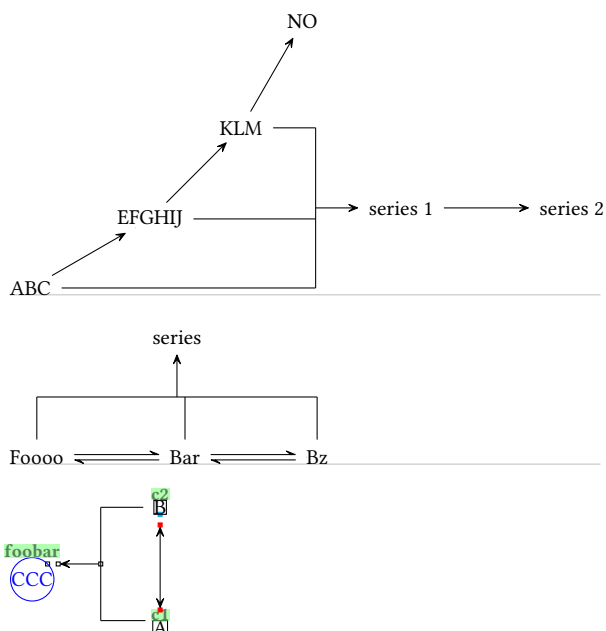 NO
KLM
EFGHIJ
series 1
series 2
ABC
series
Foooo
Bar
Bz
c2
B
foobar
CCC
c1
A